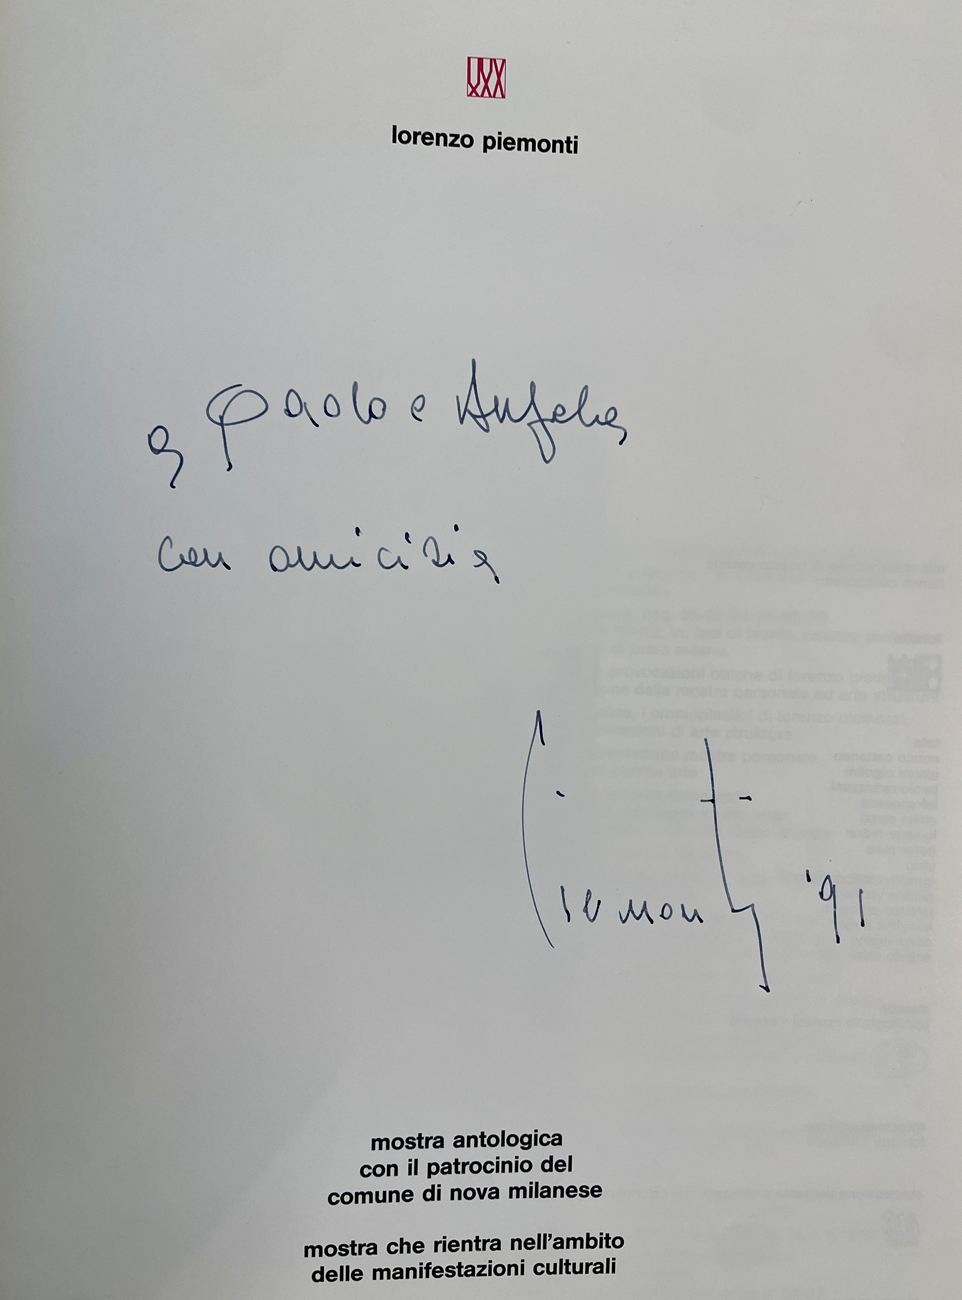 lorenzo piemonti
a Paolo e Angela
con amicizia
Piemonti '91
mostra antologica
con il patrocinio del
comune di nova milanese
mostra che rientra nell'ambito
delle manifestazioni culturali